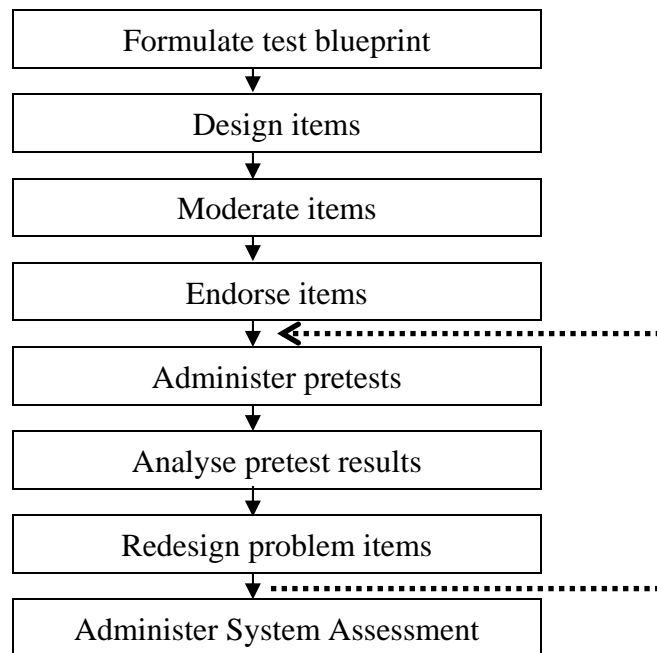 Formulate test blueprint
Design items
Moderate items
Endorse items
Administer pretests
Analyse pretest results
Redesign problem items
Administer System Assessment